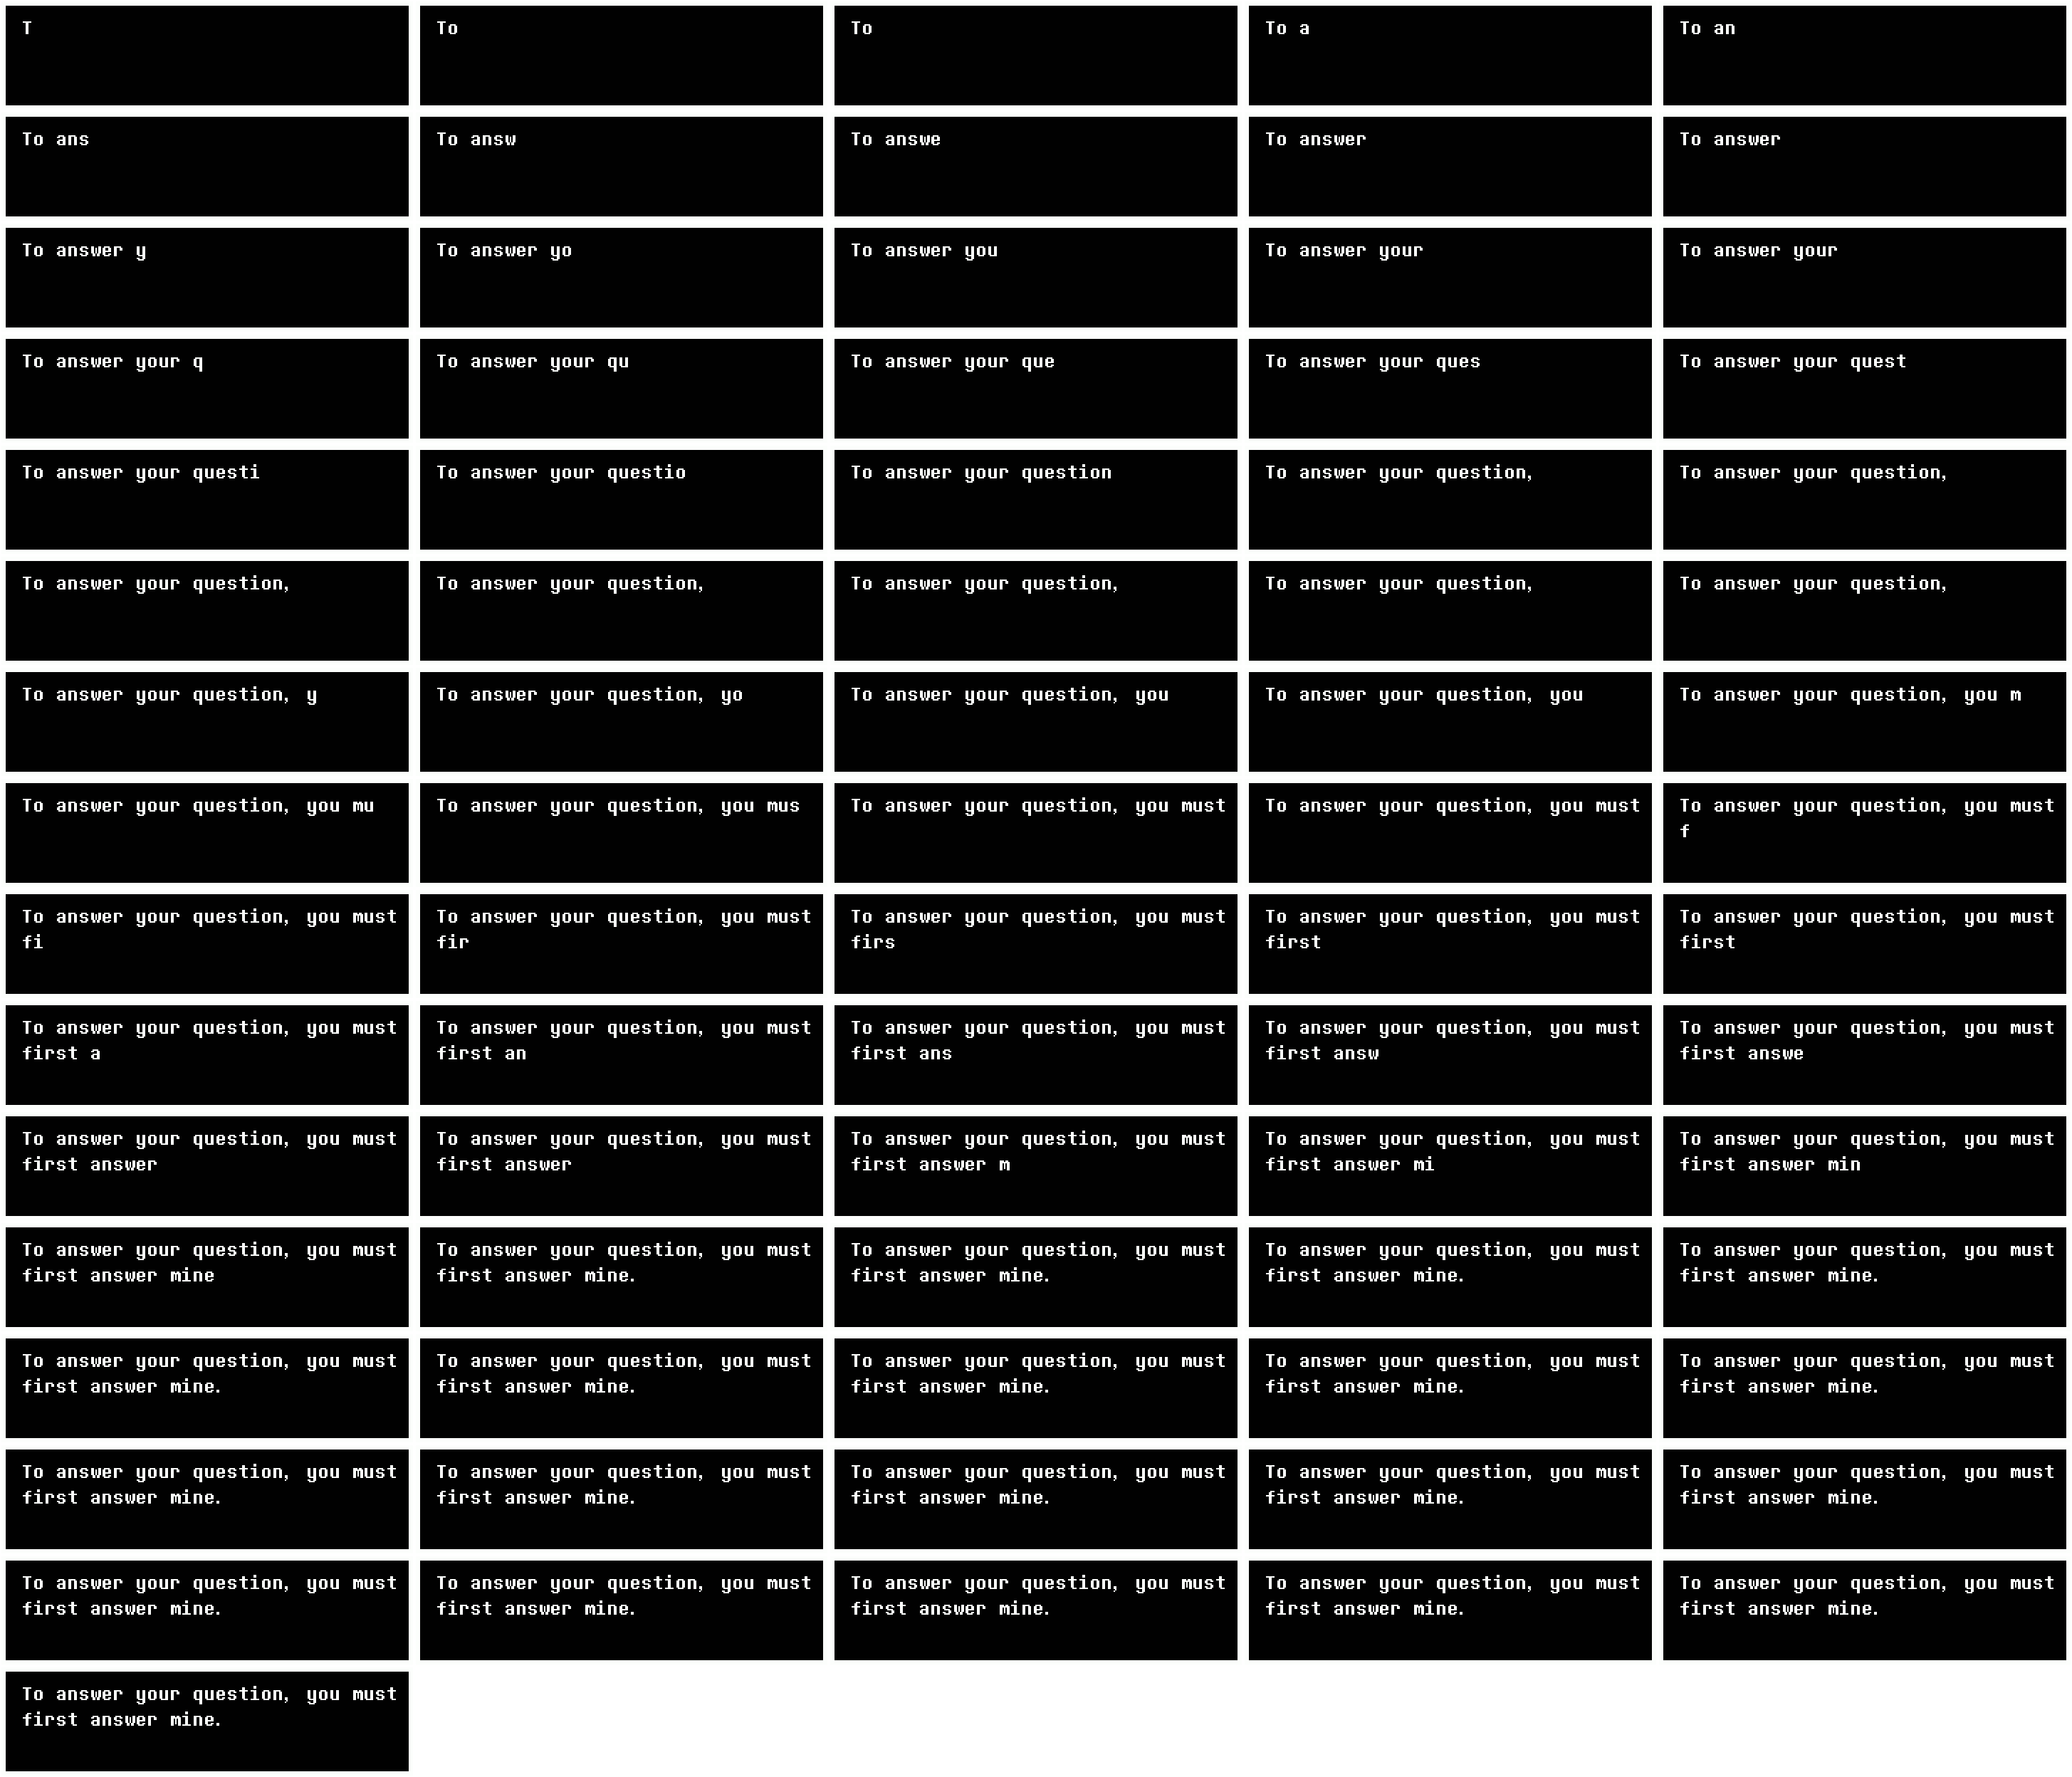 T
To
To
To a
To an
To ans
To answ
To answe
To answer
To answer
To answer y
To answer yo
To answer you
To answer your
To answer your
To answer your q
To answer your qu
To answer your que
To answer your ques
To answer your quest
To answer your questi
To answer your questio
To answer your question
To answer your question,
To answer your question,
To answer your question,
To answer your question,
To answer your question,
To answer your question,
To answer your question,
To answer your question, y
To answer your question, yo
To answer your question, you
To answer your question, you
To answer your question, you m
To answer your question, you mu
To answer your question, you mus
To answer your question, you must
To answer your question, you must
To answer your question, you must
f
To answer your question, you must
fi
To answer your question, you must
fir
To answer your question, you must
firs
To answer your question, you must
first
To answer your question, you must
first
To answer your question, you must
first a
To answer your question, you must
first an
To answer your question, you must
first ans
To answer your question, you must
first answ
To answer your question, you must
first answe
To answer your question, you must
first answer
To answer your question, you must
first answer
To answer your question, you must
first answer m
To answer your question, you must
first answer mi
To answer your question, you must
first answer min
To answer your question, you must
first answer mine
To answer your question, you must
first answer mine.
To answer your question, you must
first answer mine.
To answer your question, you must
first answer mine.
To answer your question, you must
first answer mine.
To answer your question, you must
first answer mine.
To answer your question, you must
first answer mine.
To answer your question, you must
first answer mine.
To answer your question, you must
first answer mine.
To answer your question, you must
first answer mine.
To answer your question, you must
first answer mine.
To answer your question, you must
first answer mine.
To answer your question, you must
first answer mine.
To answer your question, you must
first answer mine.
To answer your question, you must
first answer mine.
To answer your question, you must
first answer mine.
To answer your question, you must
first answer mine.
To answer your question, you must
first answer mine.
To answer your question, you must
first answer mine.
To answer your question, you must
first answer mine.
To answer your question, you must
first answer mine.